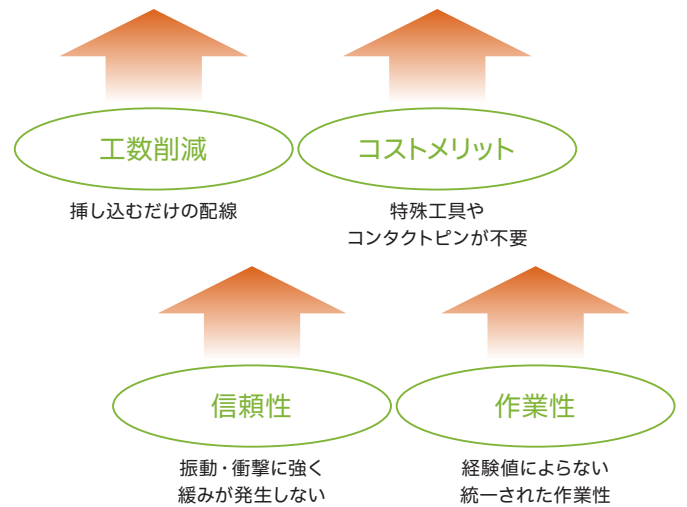 工数削減
コストメリット
挿し込むだけの配線
特殊工具や
コンタクトピンが不要
信頼性
作業性
振動・衝撃に強く
緩みが発生しない
経験値によらない
統一された作業性